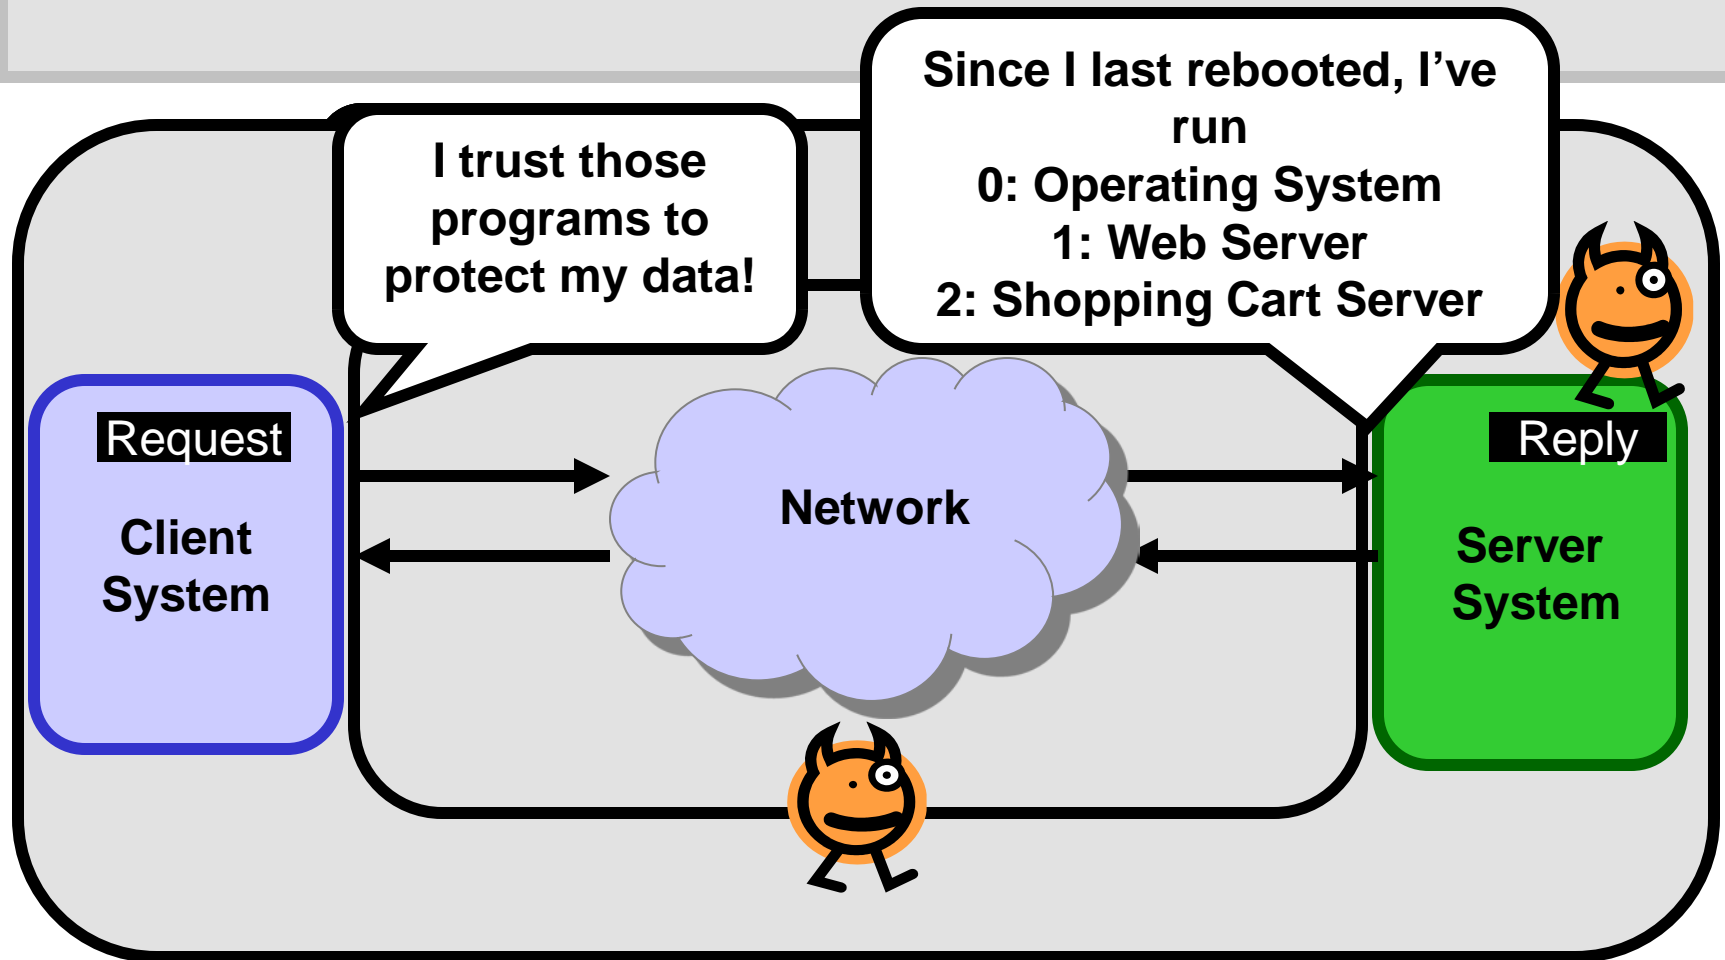 Since I last rebooted, I’ve
run
0: Operating System
1: Web Server
2: Shopping Cart Server
I trust those
programs to
protect my data!
Request
Client
System
Network
Reply
Server
System